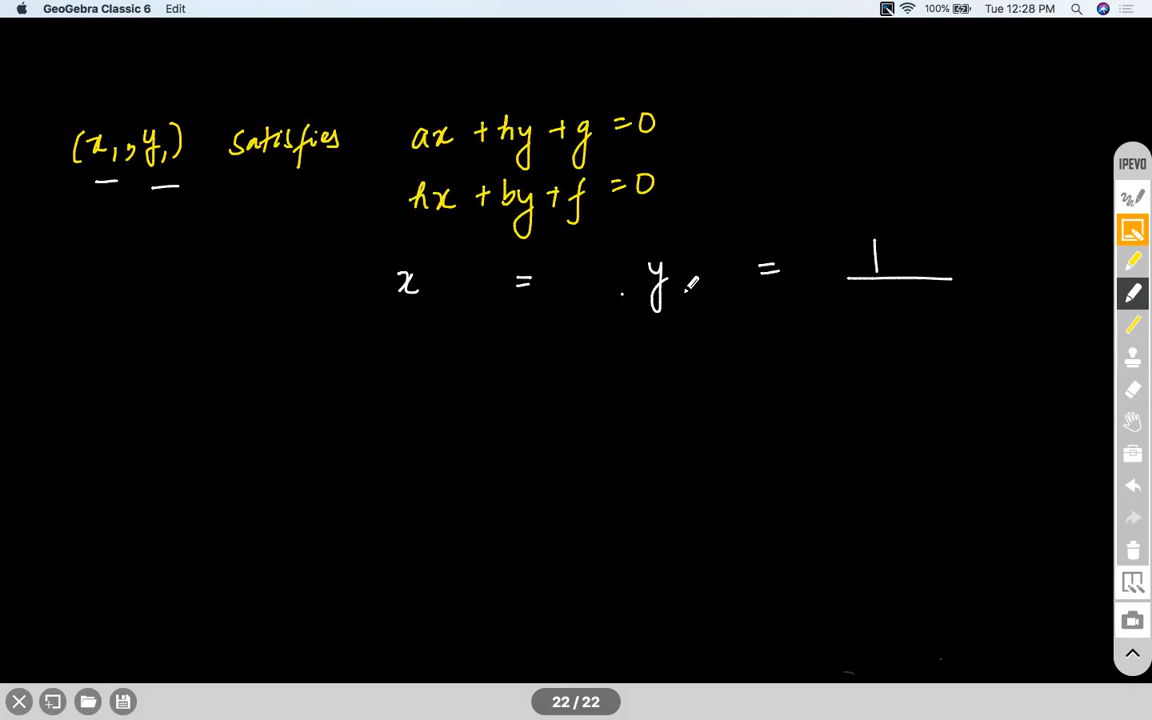 GeoGebra Classic 6 Edit 100% Tue 12:28 PM
(x₁, y₁) satisfies ax + hy + g = 0
hx + by + f = 0
x = y = 1
IPEVO
22 / 22